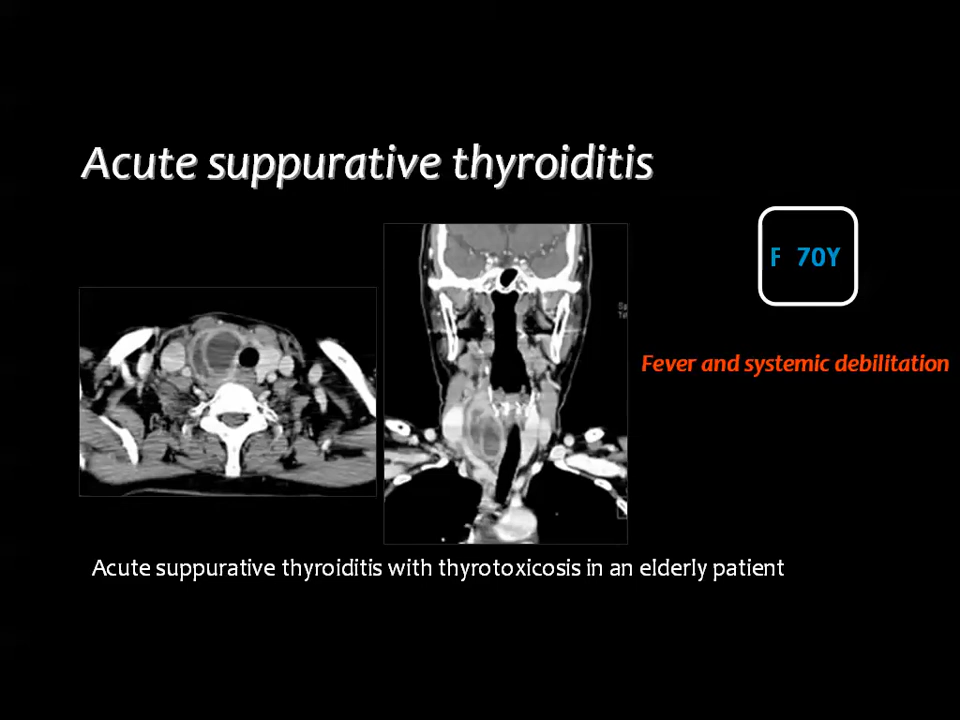 Acute suppurative thyroiditis
F 70Y
Fever and systemic debilitation
Acute suppurative thyroiditis with thyrotoxicosis in an elderly patient